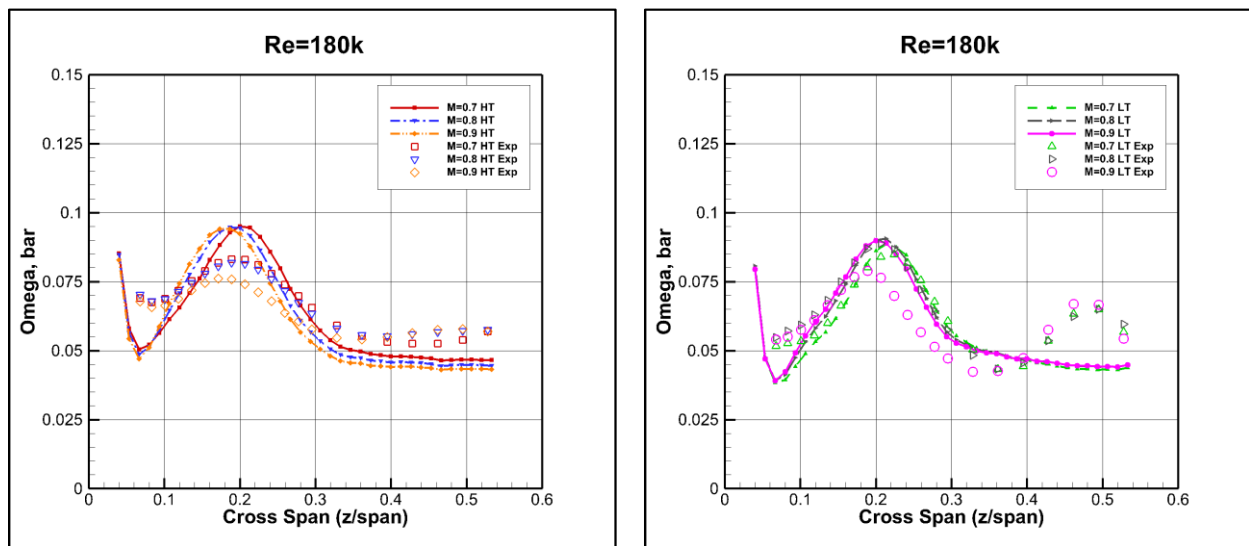 Re=180k
0.15
0.125
0.1
0.075
0.05
0.025
0
Omega, bar
M=0.7 HT
M=0.8 HT
M=0.9 HT
M=0.7 HT Exp
M=0.8 HT Exp
M=0.9 HT Exp
0 0.1 0.2 0.3 0.4 0.5 0.6
Cross Span (z/span)
Re=180k
0.15
0.125
0.1
0.075
0.05
0.025
0
Omega, bar
M=0.7 LT
M=0.8 LT
M=0.9 LT
M=0.7 LT Exp
M=0.8 LT Exp
M=0.9 LT Exp
0 0.1 0.2 0.3 0.4 0.5 0.6
Cross Span (z/span)